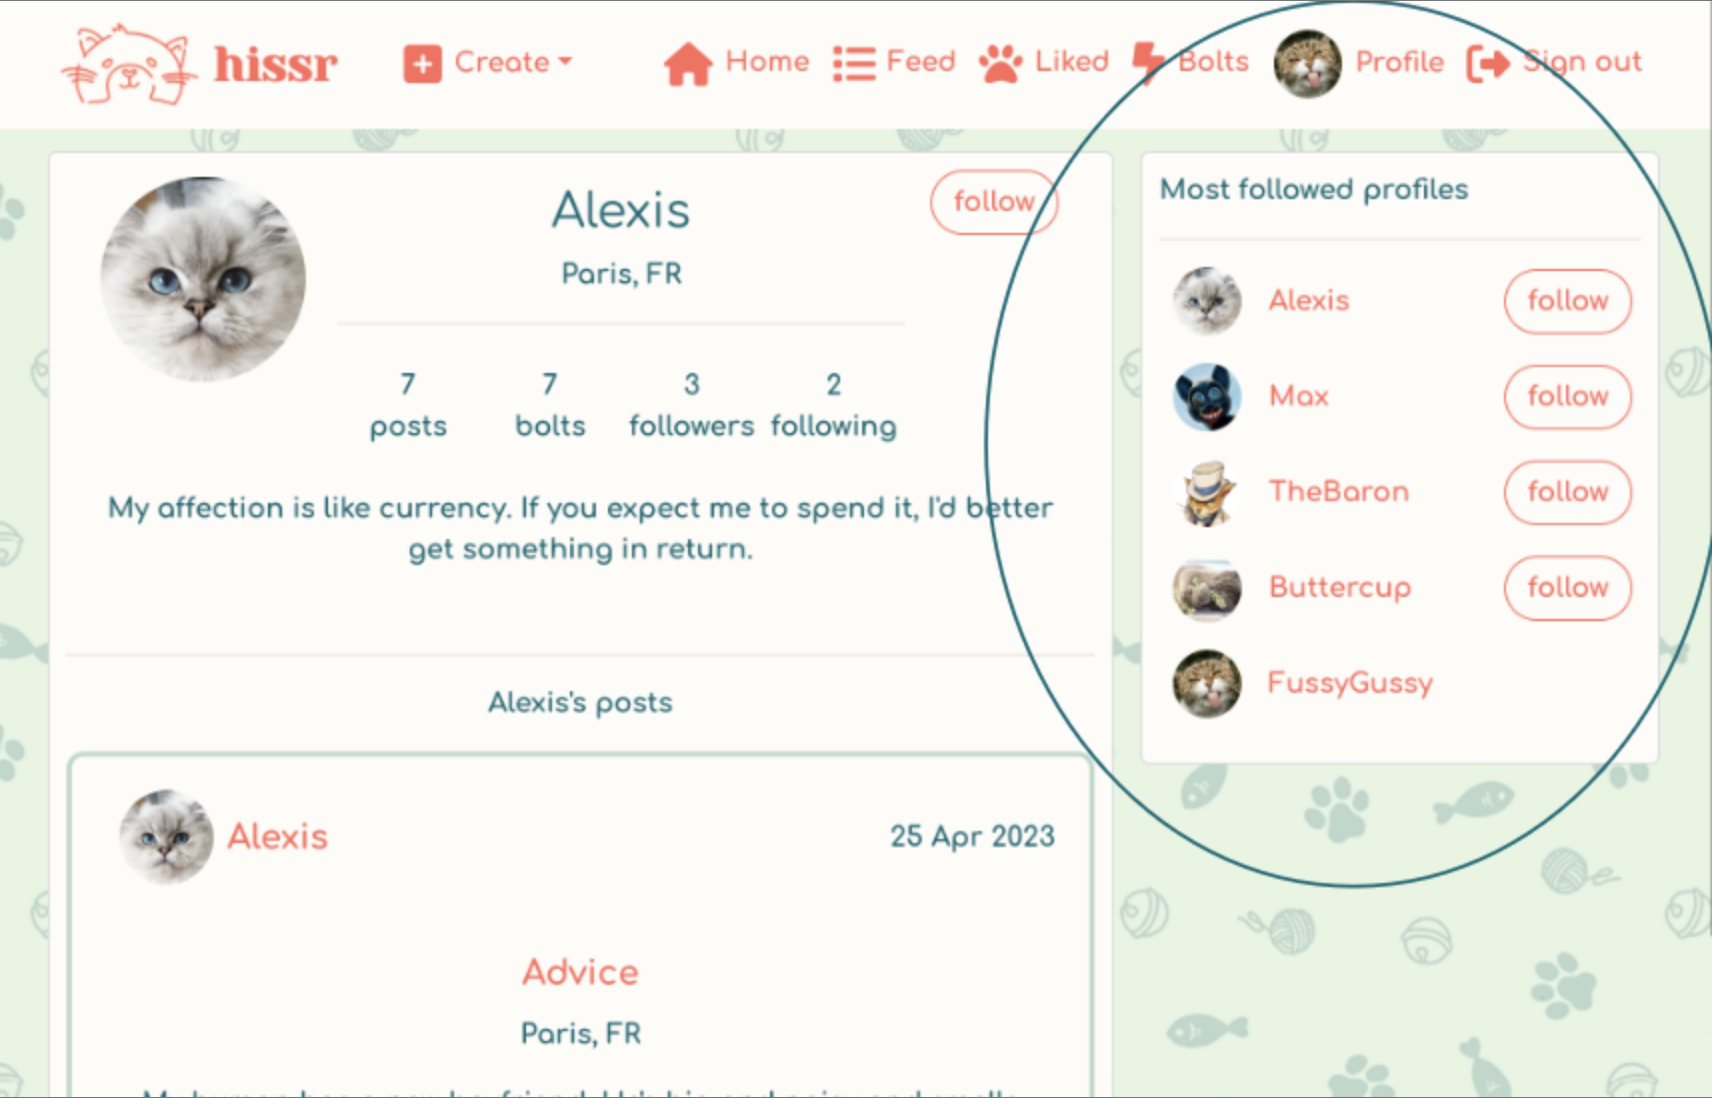 hissr Create Home Feed Liked Bolts Profile Sign out
Alexis
follow
Paris, FR
7 7 3 2
posts bolts followers following
My affection is like currency. If you expect me to spend it, I'd better
get something in return.
Alexis's posts
Alexis 25 Apr 2023
Advice
Paris, FR
Most followed profiles
Alexis follow
Max follow
TheBaron follow
Buttercup follow
FussyGussy